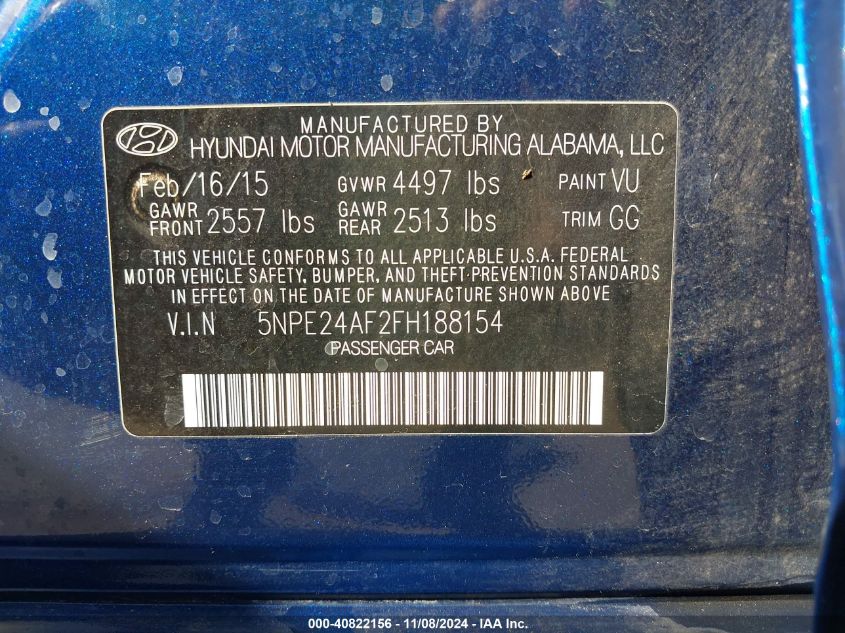 MANUFACTURED BY
HYUNDAI MOTOR MANUFACTURING ALABAMA, LLC
Feb/16/15 GVWR 4497 lbs PAINT VU
GAWR FRONT 2557 lbs GAWR REAR 2513 lbs TRIM GG
THIS VEHICLE CONFORMS TO ALL APPLICABLE U.S.A. FEDERAL
MOTOR VEHICLE SAFETY, BUMPER, AND THEFT PREVENTION STANDARDS
IN EFFECT ON THE DATE OF MANUFACTURE SHOWN ABOVE
V.I.N 5NPE24AF2FH188154
PASSENGER CAR
000-40822156 - 11/08/2024 - IAA Inc.